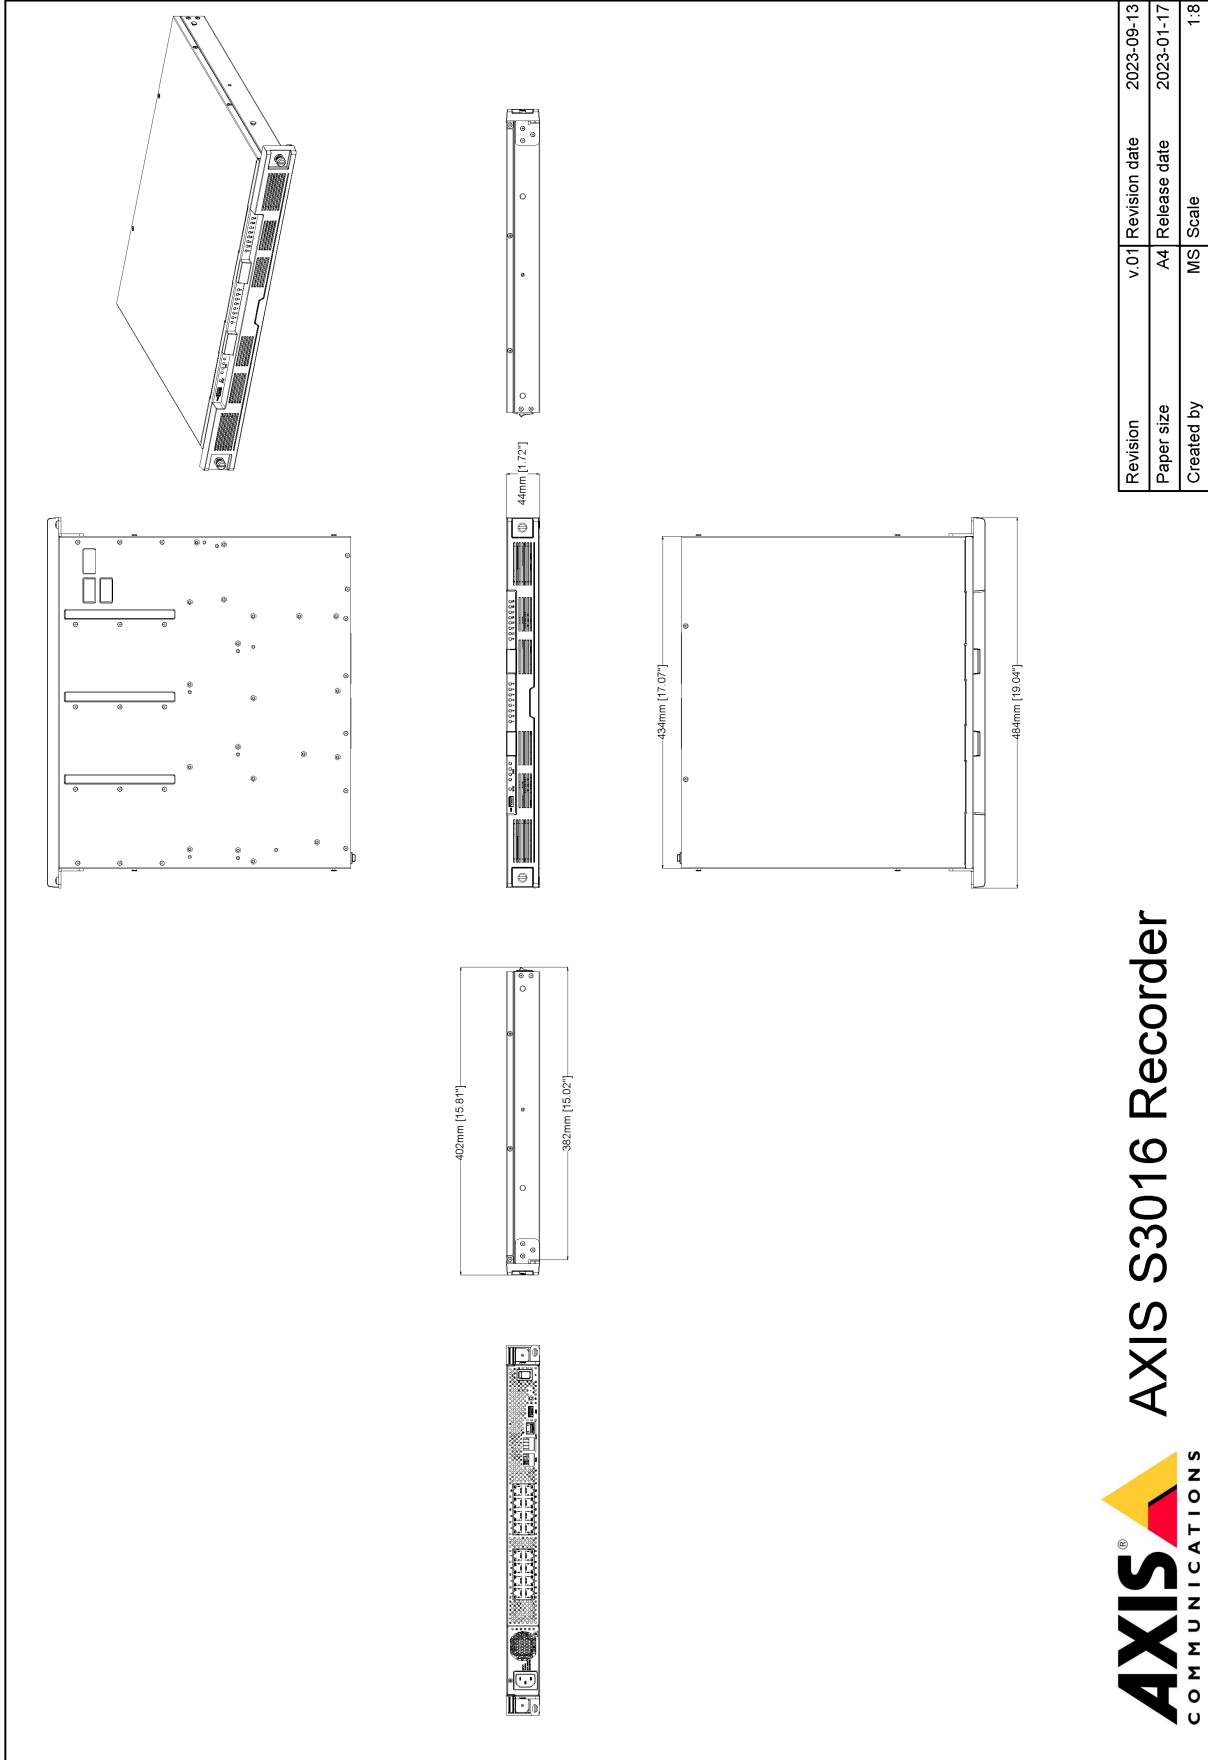 44mm [1.72"]
402mm [15.81"]
382mm [15.02"]
434mm [17.07"]
484mm [19.04"]
AXIS®
COMMUNICATIONS
AXIS S3016 Recorder
Revision v.01 Revision date 2023-09-13
Paper size A4 Release date 2023-01-17
Created by MS Scale 1:8